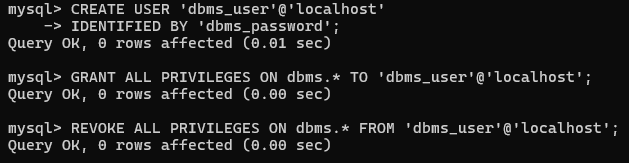 mysql> CREATE USER 'dbms_user'@'localhost'
    -> IDENTIFIED BY 'dbms_password';
Query OK, 0 rows affected (0.01 sec)
mysql> GRANT ALL PRIVILEGES ON dbms.* TO 'dbms_user'@'localhost';
Query OK, 0 rows affected (0.00 sec)
mysql> REVOKE ALL PRIVILEGES ON dbms.* FROM 'dbms_user'@'localhost';
Query OK, 0 rows affected (0.00 sec)